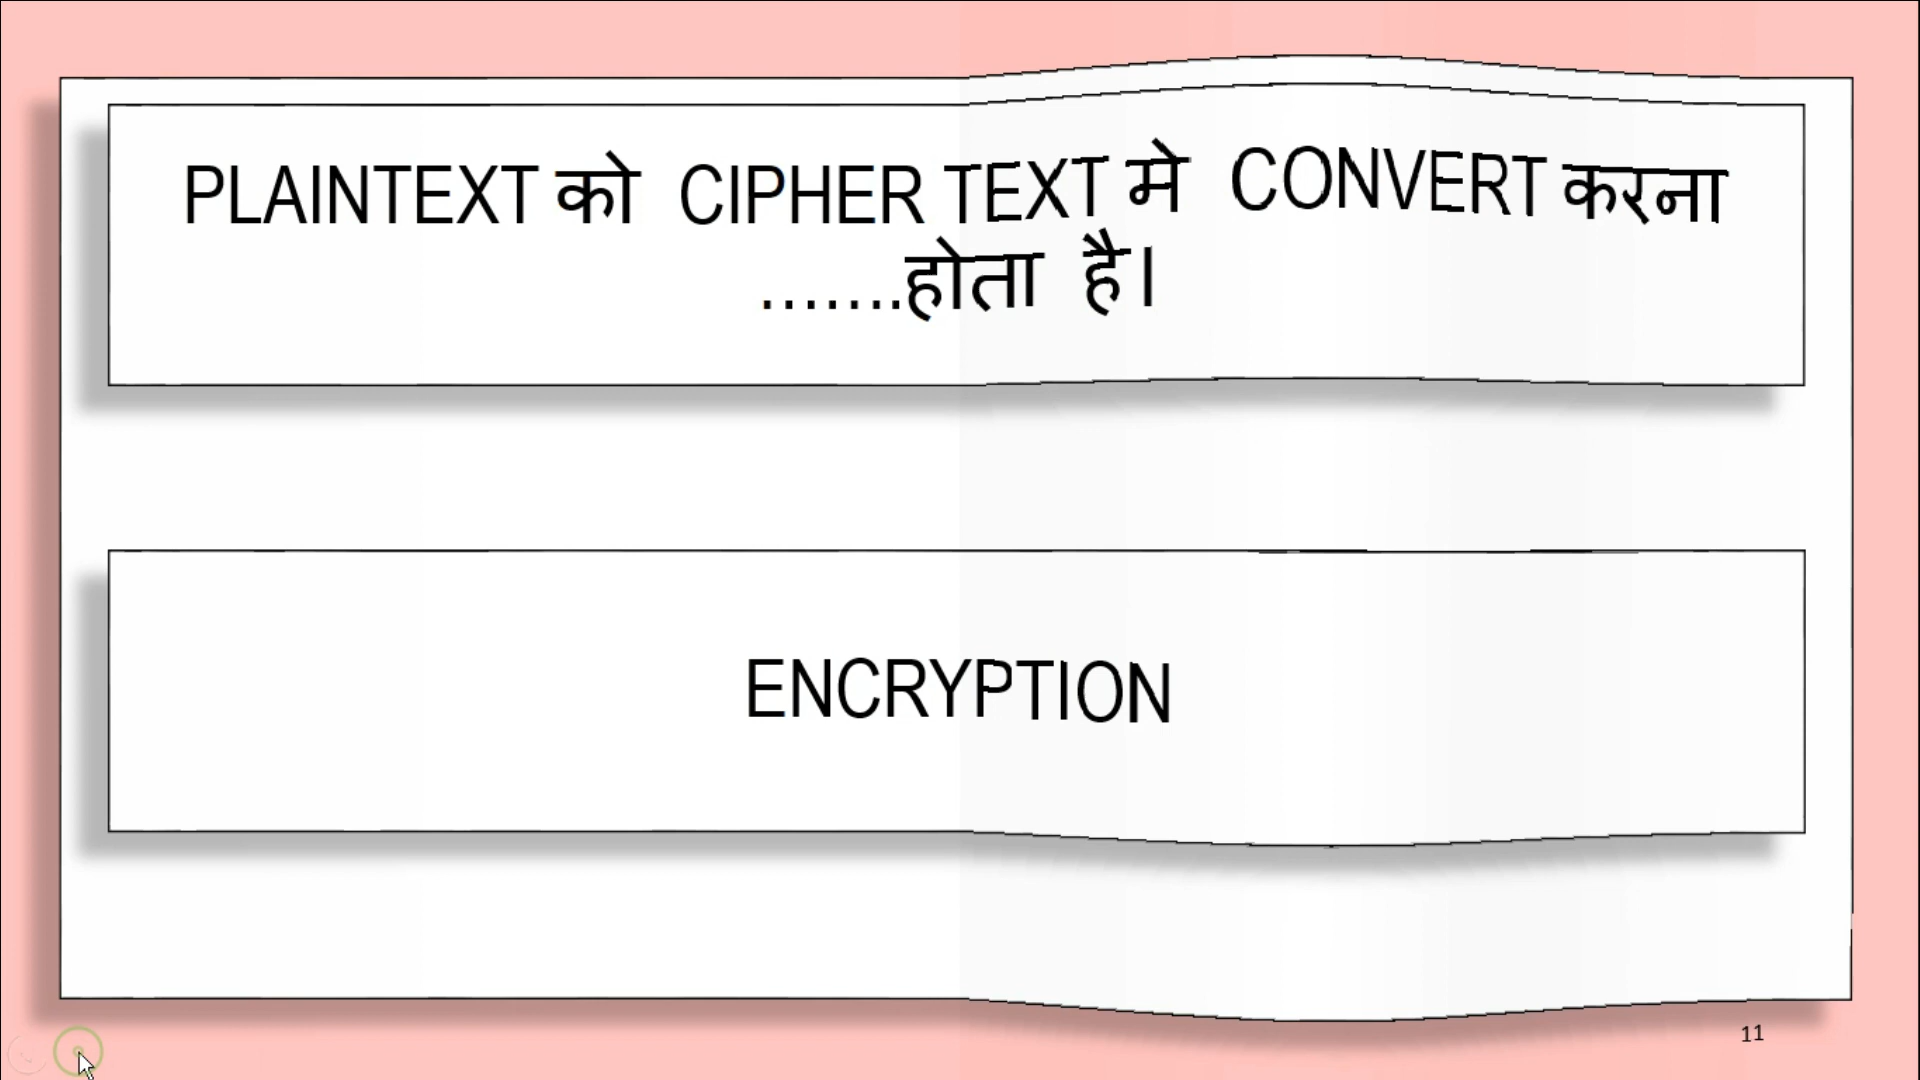 PLAINTEXT को CIPHER TEXT मे CONVERT करना
.......होता है।
ENCRYPTION
11